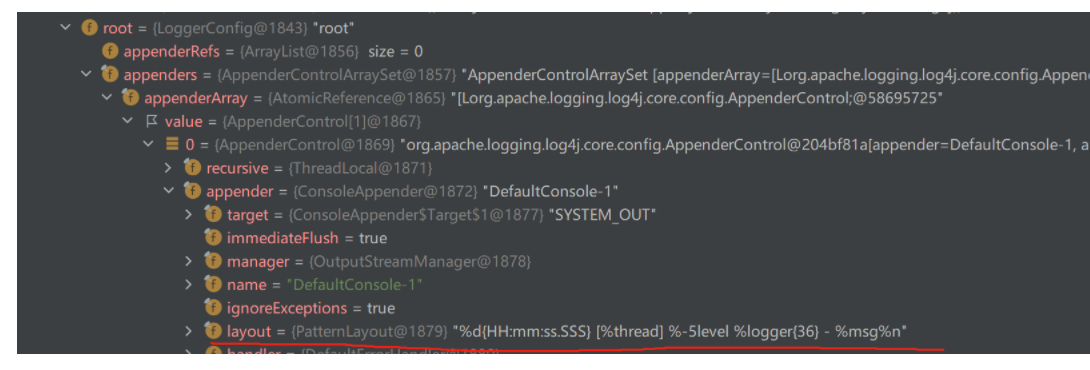 root = {LoggerConfig@1843} "root"
appenderRefs = {ArrayList@1856} size = 0
appenders = {AppenderControlArraySet@1857} "AppenderControlArraySet [appenderArray=[Lorg.apache.logging.log4j.core.config.Appen
appenderArray = {AtomicReference@1865} "[Lorg.apache.logging.log4j.core.config.AppenderControl;@58695725"
value = {AppenderControl[1]@1867}
0 = {AppenderControl@1869} "org.apache.logging.log4j.core.config.AppenderControl@204bf81a[appender=DefaultConsole-1, a
recursive = {ThreadLocal@1871}
appender = {ConsoleAppender@1872} "DefaultConsole-1"
target = {ConsoleAppender$Target$1@1877} "SYSTEM_OUT"
immediateFlush = true
manager = {OutputStreamManager@1878}
name = "DefaultConsole-1"
ignoreExceptions = true
layout = {PatternLayout@1879} "%d{HH:mm:ss.SSS} [%thread] %-5level %logger{36} - %msg%n"
handler = {DefaultErrorHandler@1880}